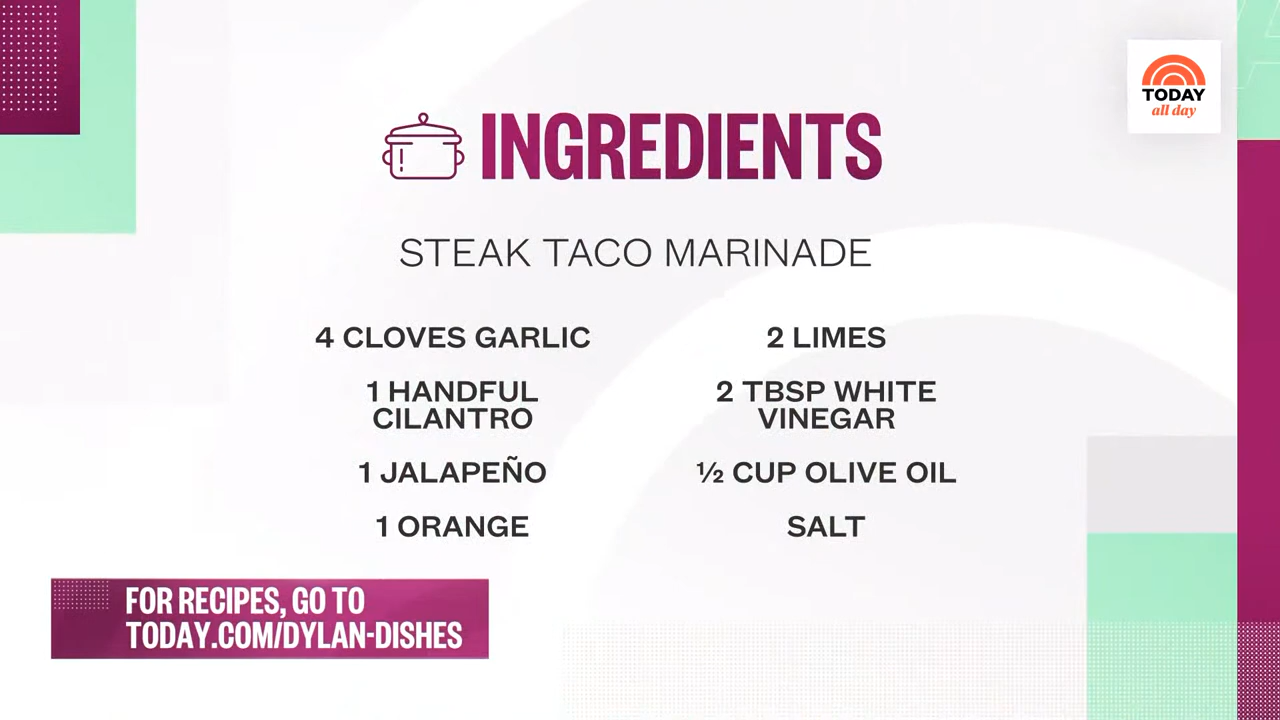 TODAY
all day
INGREDIENTS
STEAK TACO MARINADE
4 CLOVES GARLIC
1 HANDFUL
CILANTRO
1 JALAPEÑO
1 ORANGE
2 LIMES
2 TBSP WHITE
VINEGAR
½ CUP OLIVE OIL
SALT
FOR RECIPES, GO TO
TODAY.COM/DYLAN-DISHES